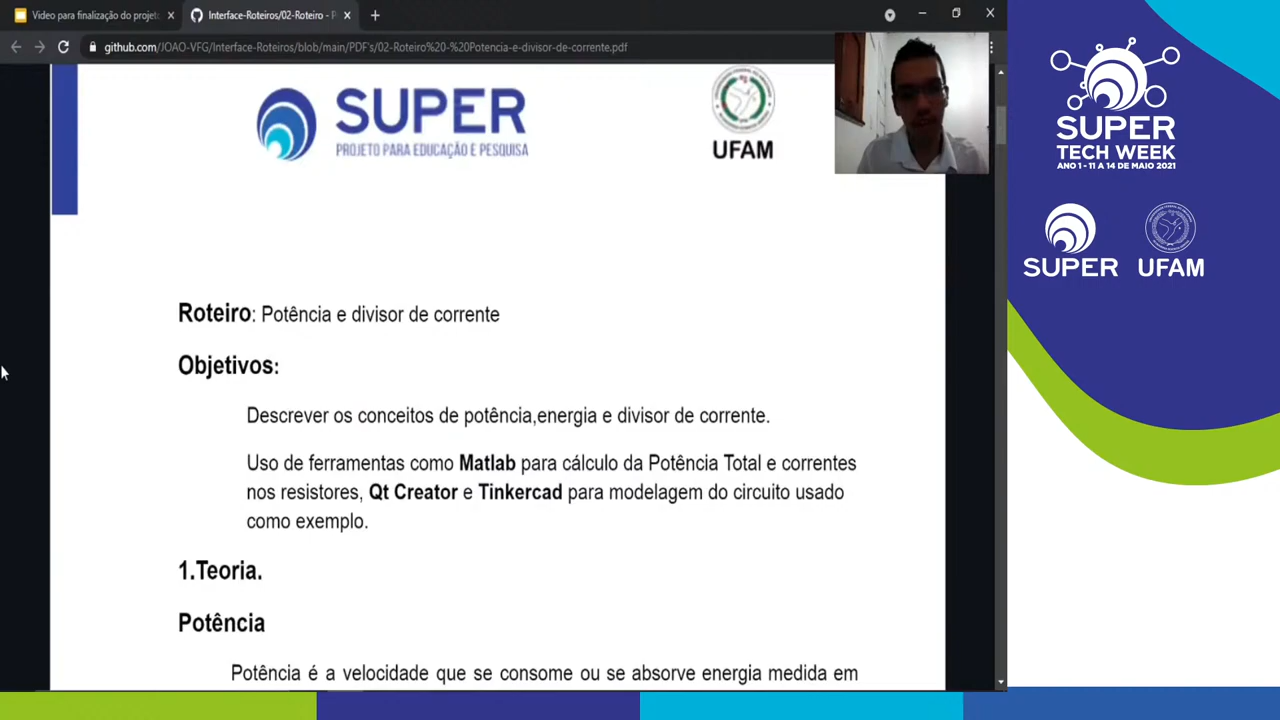 Video para finalização do projeto
Interface-Roteiros/02-Roteiro - P
github.com/JOAO-VFG/Interface-Roteiros/blob/main/PDF's/02-Roteiro%20-%20Potencia-e-divisor-de-corrente.pdf
SUPER
PROJETO PARA EDUCAÇÃO E PESQUISA
UFAM
Roteiro: Potência e divisor de corrente
Objetivos:
Descrever os conceitos de potência,energia e divisor de corrente.
Uso de ferramentas como Matlab para cálculo da Potência Total e correntes
nos resistores, Qt Creator e Tinkercad para modelagem do circuito usado
como exemplo.
1.Teoria.
Potência
Potência é a velocidade que se consome ou se absorve energia medida em
SUPER
TECH WEEK
ANO 1 - 11 A 14 DE MAIO 2021
SUPER
UFAM